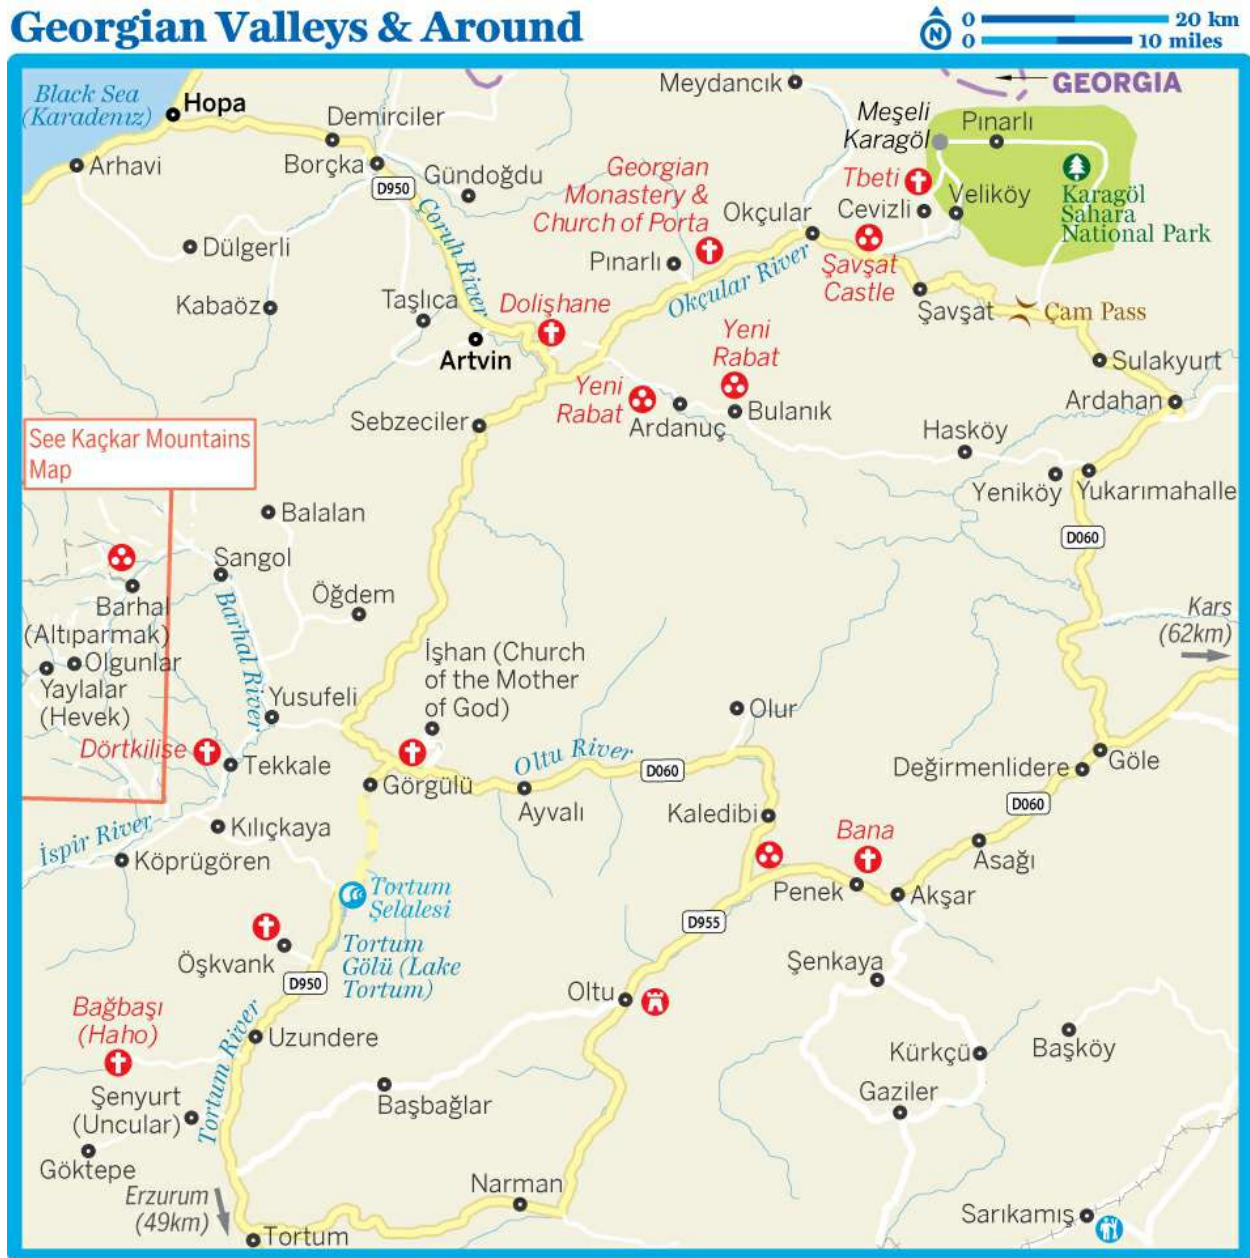 Georgian Valleys & Around
0 20 km
0 10 miles
Black Sea
(Karadenız)
Hopa
Meydancık
GEORGIA
Demirciler
Meşeli
Karagöl
Pınarlı
Arhavi
Borçka
D950
Gündoğdu
Georgian
Monastery &
Church of Porta
Tbeti
Karagöl
Sahara
National Park
Çoruh River
Okçular
Cevizli
Veliköy
Dülgerli
Pınarlı
Şavşat
Castle
Okçular River
Kabaöz
Taşlıca
Dolişhane
Şavşat
Çam Pass
Artvin
Yeni
Rabat
Sulakyurt
Yeni
Rabat
Ardanuç
Bulanık
Ardahan
Sebzeciler
Hasköy
See Kaçkar Mountains
Map
Yeniköy
Yukarımahalle
Balalan
D060
Sangol
Barhal
(Altıparmak)
Öğdem
Barhal River
Kars
(62km)
Olgunlar
Yaylalar
(Hevek)
İşhan (Church
of the Mother
of God)
Yusufeli
Olur
Dörtkilise
Tekkale
Oltu River
D060
Göle
Değirmenlidere
Görgülü
Ayvalı
Kaledibi
D060
İspir River
Kılıçkaya
Bana
Asağı
Köprügören
Penek
Akşar
Tortum
Şelalesi
D955
Öşkvank
Tortum
Gölü (Lake
Tortum)
D950
Şenkaya
Oltu
Bağbaşı
(Haho)
Tortum River
Uzundere
Kürkçü
Başköy
Şenyurt
(Uncular)
Başbağlar
Gaziler
Göktepe
Erzurum
(49km)
Narman
Sarıkamış
Tortum